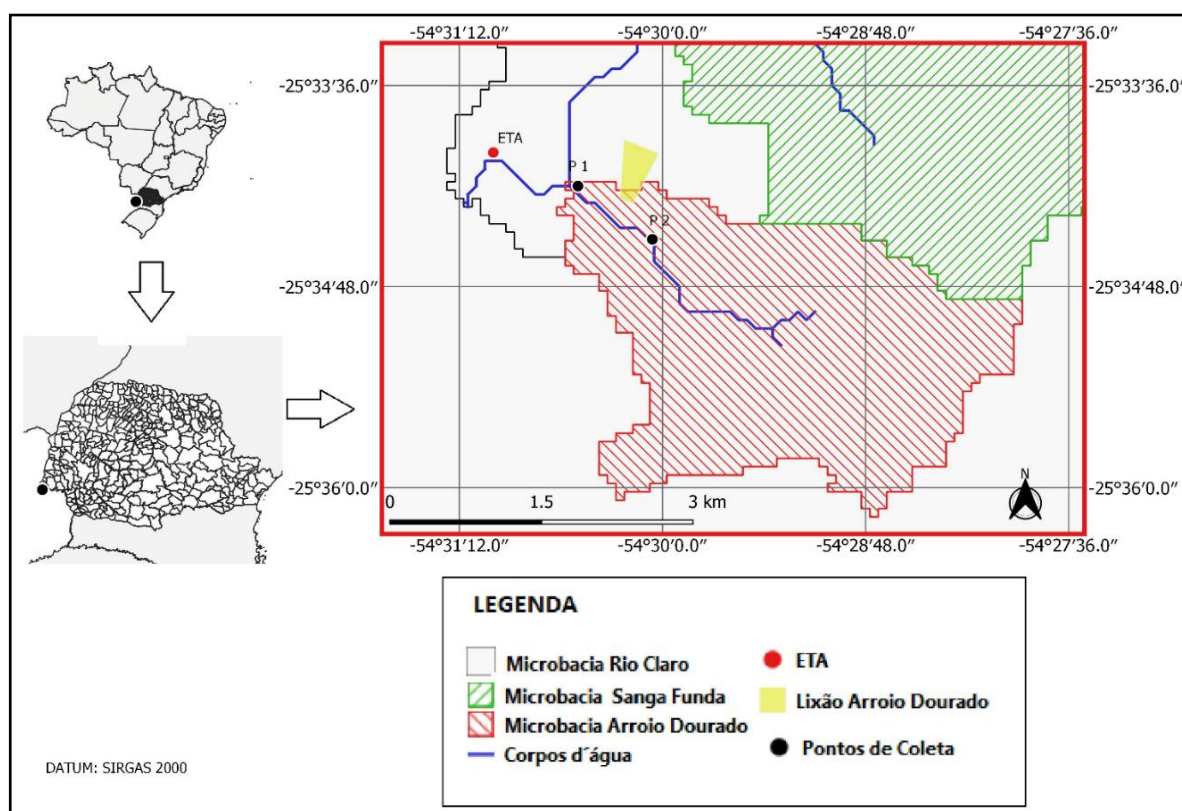 -54°31′12.0″ -54°30′0.0″ -54°28′48.0″ -54°27′36.0″
-25°33′36.0″ -25°33′36.0″
ETA
P 1
P 2
-25°34′48.0″ -25°34′48.0″
-25°36′0.0″ -25°36′0.0″
N
0 1.5 3 km
-54°31′12.0″ -54°30′0.0″ -54°28′48.0″ -54°27′36.0″
LEGENDA
Microbacia Rio Claro
Microbacia Sanga Funda
Microbacia Arroio Dourado
Corpos d´água
ETA
Lixão Arroio Dourado
Pontos de Coleta
DATUM: SIRGAS 2000